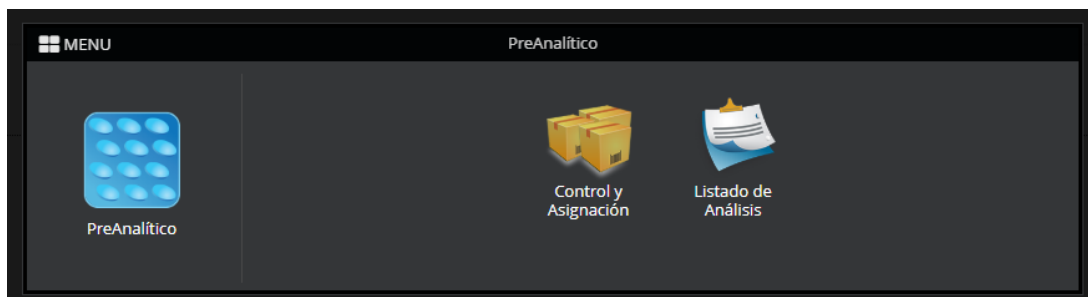 MENU
PreAnalítico
PreAnalítico
Control y
Asignación
Listado de
Análisis